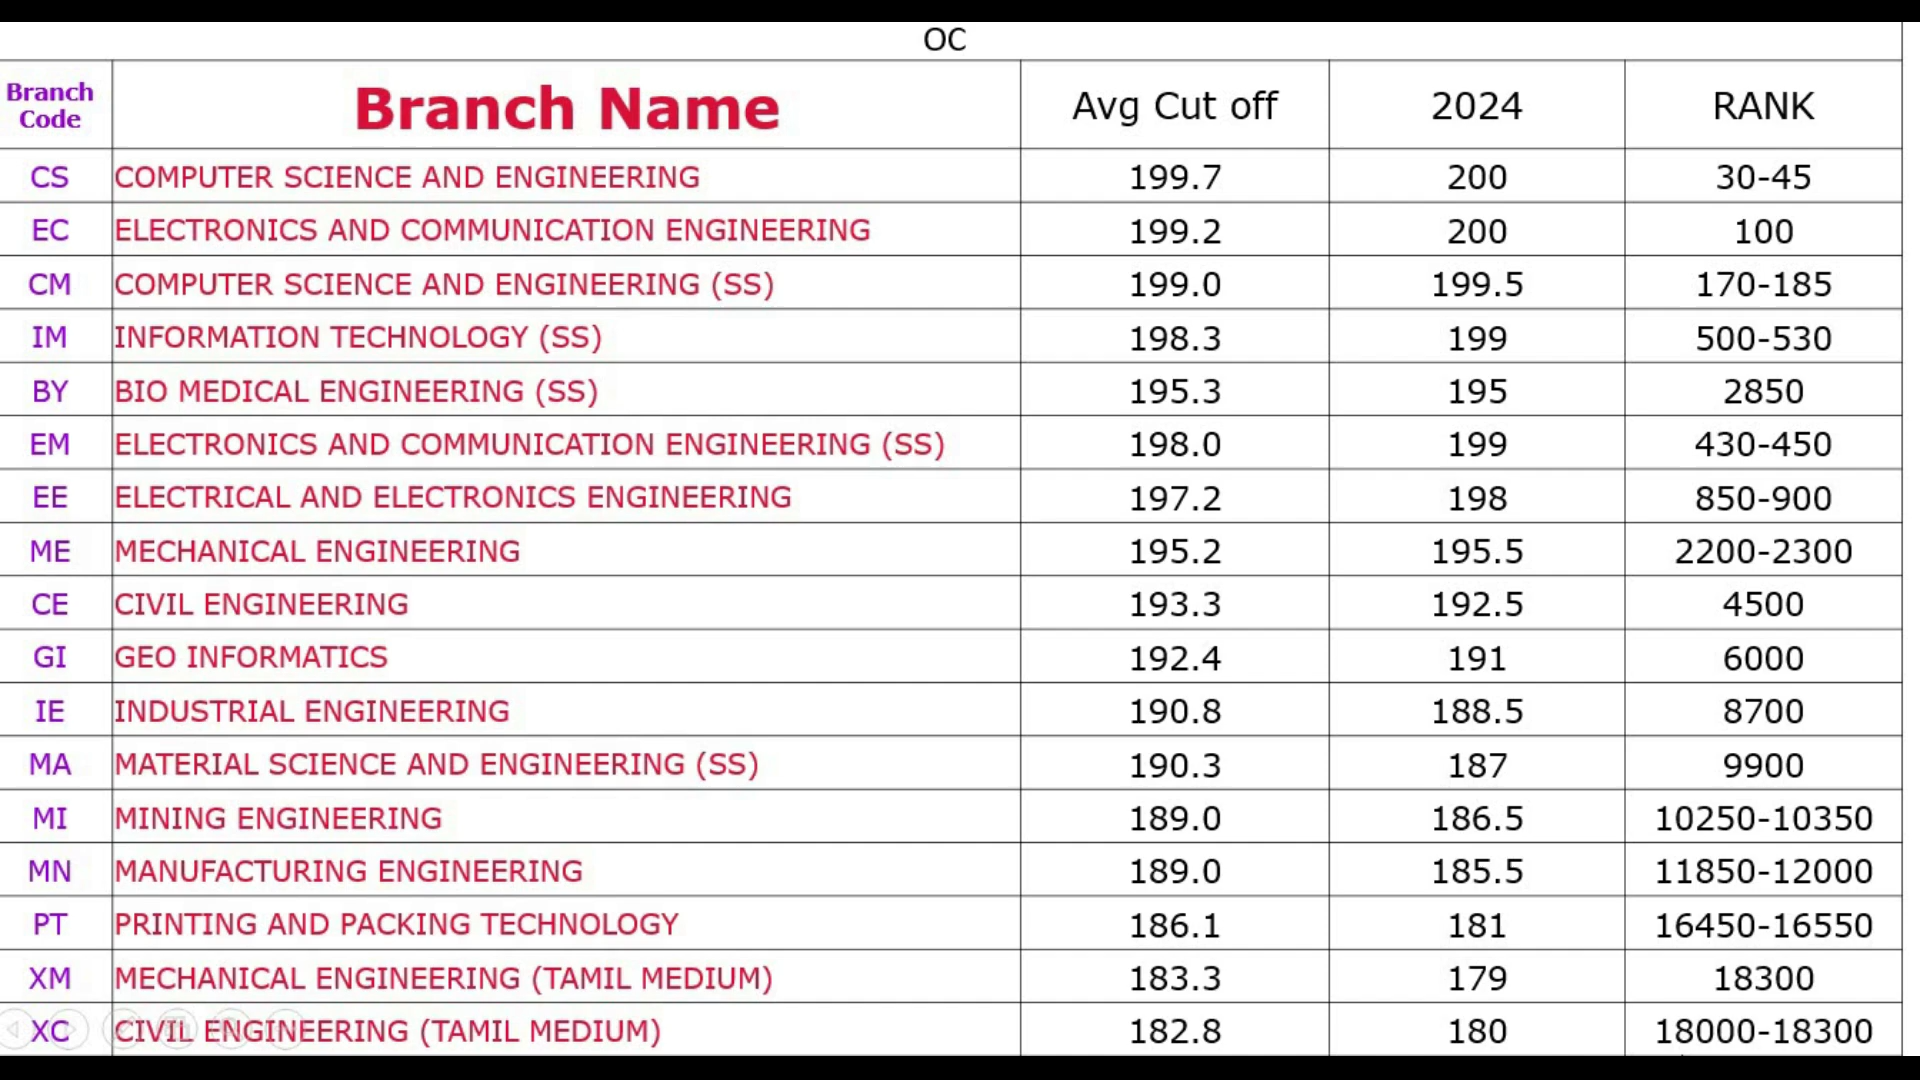 OC
Branch Code Branch Name Avg Cut off 2024 RANK
CS COMPUTER SCIENCE AND ENGINEERING 199.7 200 30-45
EC ELECTRONICS AND COMMUNICATION ENGINEERING 199.2 200 100
CM COMPUTER SCIENCE AND ENGINEERING (SS) 199.0 199.5 170-185
IM INFORMATION TECHNOLOGY (SS) 198.3 199 500-530
BY BIO MEDICAL ENGINEERING (SS) 195.3 195 2850
EM ELECTRONICS AND COMMUNICATION ENGINEERING (SS) 198.0 199 430-450
EE ELECTRICAL AND ELECTRONICS ENGINEERING 197.2 198 850-900
ME MECHANICAL ENGINEERING 195.2 195.5 2200-2300
CE CIVIL ENGINEERING 193.3 192.5 4500
GI GEO INFORMATICS 192.4 191 6000
IE INDUSTRIAL ENGINEERING 190.8 188.5 8700
MA MATERIAL SCIENCE AND ENGINEERING (SS) 190.3 187 9900
MI MINING ENGINEERING 189.0 186.5 10250-10350
MN MANUFACTURING ENGINEERING 189.0 185.5 11850-12000
PT PRINTING AND PACKING TECHNOLOGY 186.1 181 16450-16550
XM MECHANICAL ENGINEERING (TAMIL MEDIUM) 183.3 179 18300
XC CIVIL ENGINEERING (TAMIL MEDIUM) 182.8 180 18000-18300